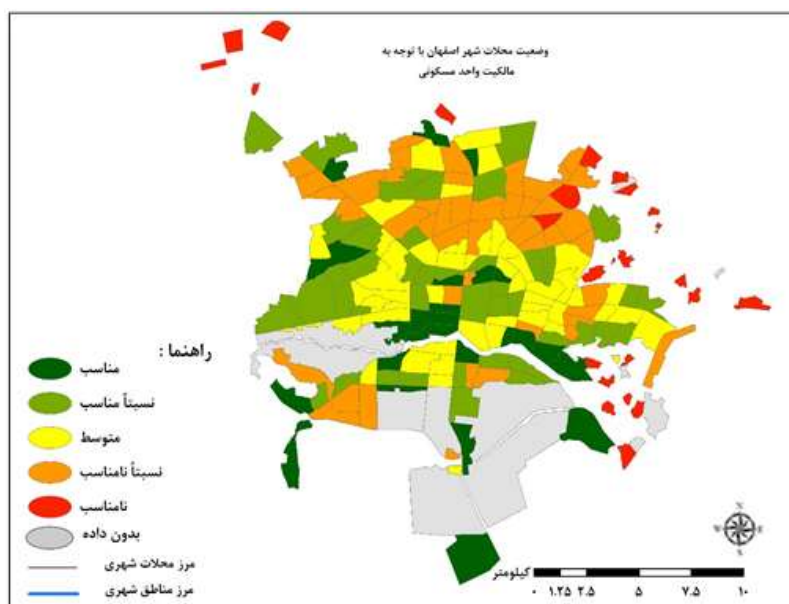 وضعیت محلات شهر اصفهان با توجه به
مالکیت واحد مسکونی
راهنما :
مناسب
نسبتاً مناسب
متوسط
نسبتاً نامناسب
نامناسب
بدون داده
مرز محلات شهری
مرز مناطق شهری
کیلومتر
۰ ۱.25 ۲.۵ ۵ ۷.۵ ۱۰